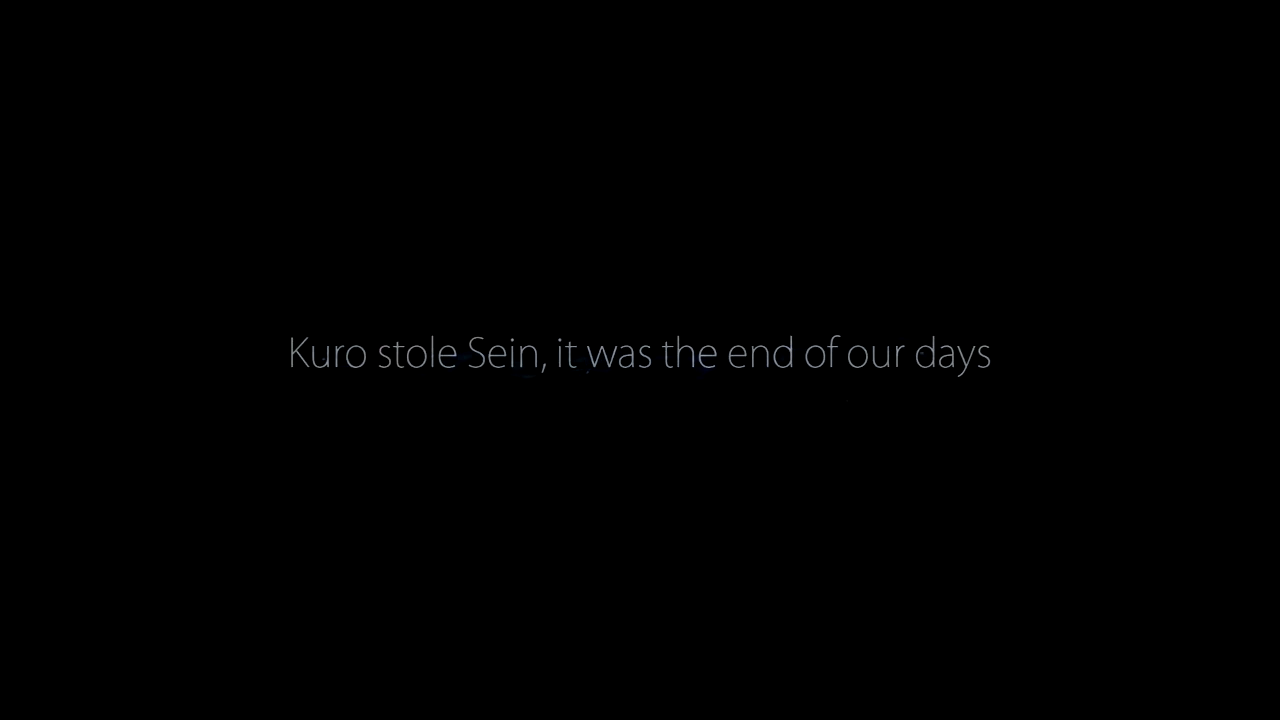 Kuro stole Sein, it was the end of our days